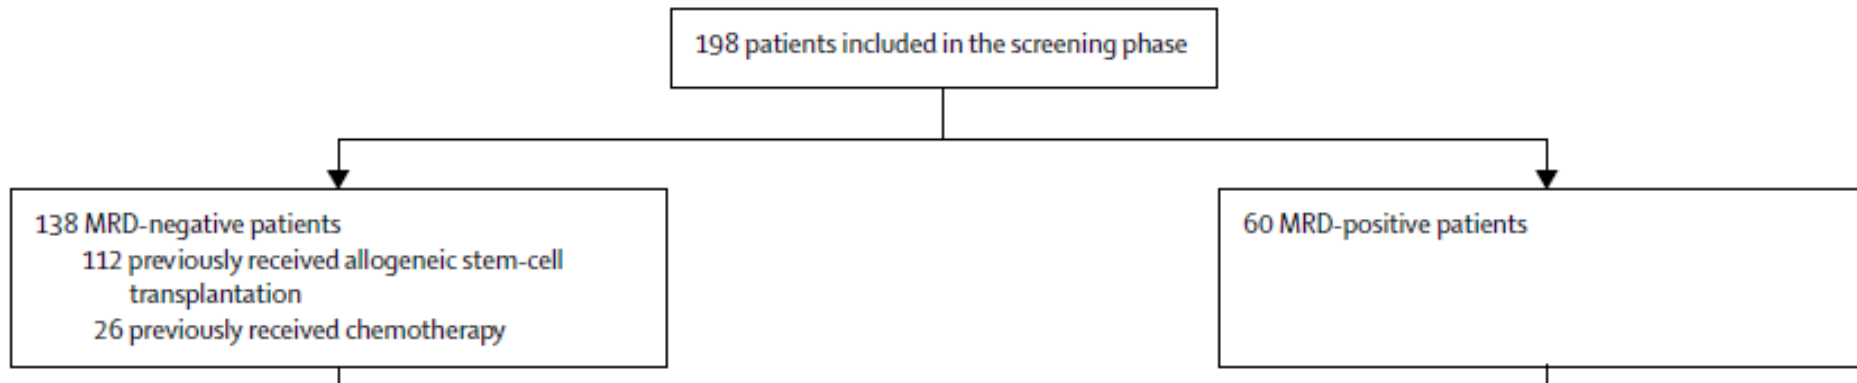 198 patients included in the screening phase
138 MRD-negative patients
112 previously received allogeneic stem-cell
transplantation
26 previously received chemotherapy
60 MRD-positive patients